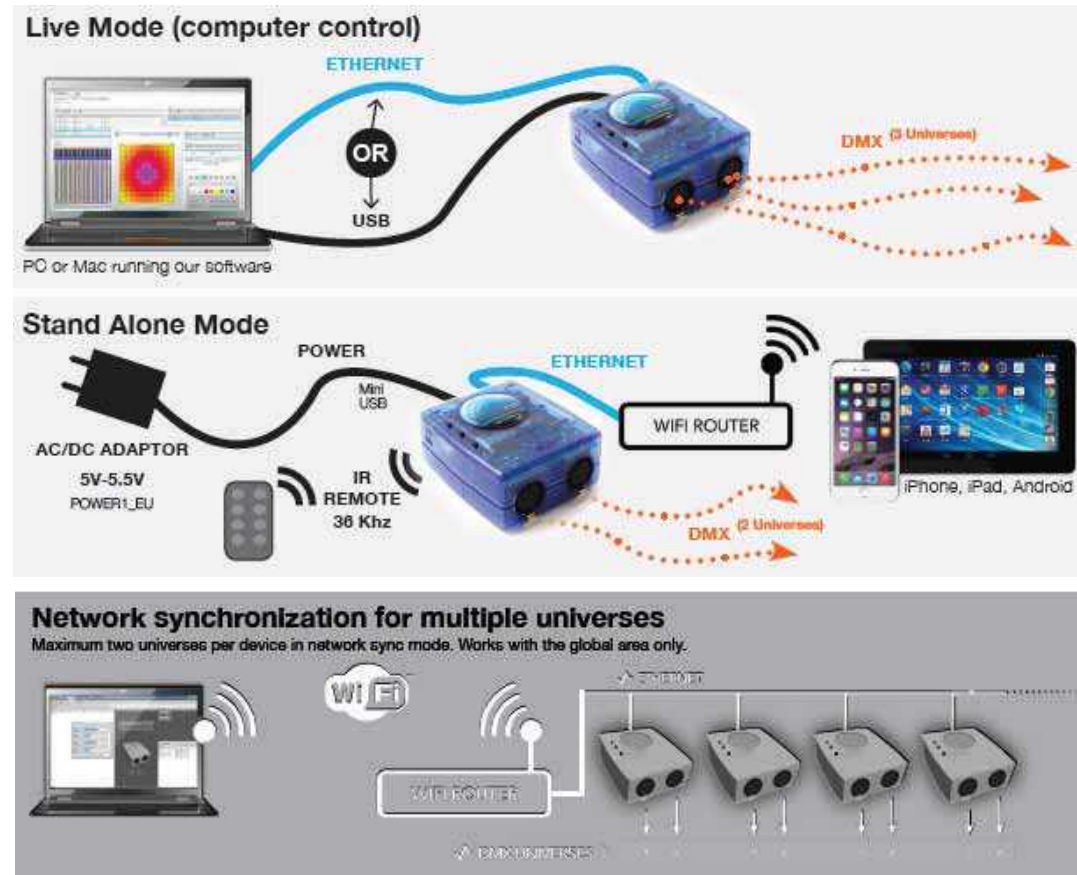 Live Mode (computer control)
ETHERNET
OR
USB
DMX (3 Universes)
PC or Mac running our software
Stand Alone Mode
POWER
Mini
USB
ETHERNET
WIFI ROUTER
AC/DC ADAPTOR
5V-5.5V
POWER1_EU
IR
REMOTE
36 Khz
DMX (2 Universes)
iPhone, iPad, Android
Network synchronization for multiple universes
Maximum two universes per device in network sync mode. Works with the global area only.
WiFi
ETHERNET
WIFI ROUTER
DMX UNIVERSES